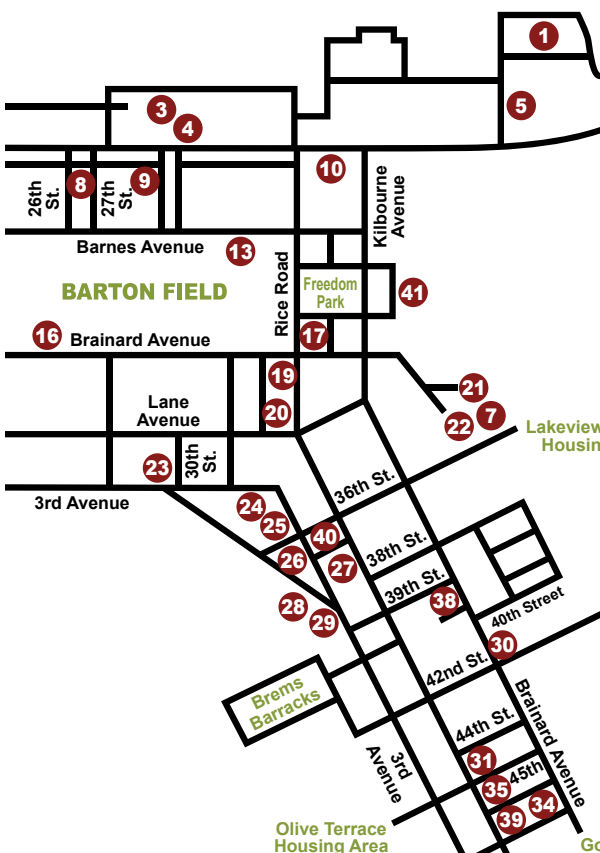 1
5
3
4
10
8
9
26th
St.
27th
St.
Kilbourne
Avenue
Barnes Avenue
13
Rice Road
BARTON FIELD
Freedom
Park
41
16
Brainard Avenue
17
19
21
Lane
Avenue
20
22
7
Lakeview
Housin
23
30th
St.
36th St.
3rd Avenue
24
25
40
38th St.
26
27
39th St.
38
40th Street
28
29
30
42nd St.
Brems
Barracks
Brainard Avenue
44th St.
3rd
Avenue
31
45th
35
34
39
Olive Terrace
Housing Area
Go